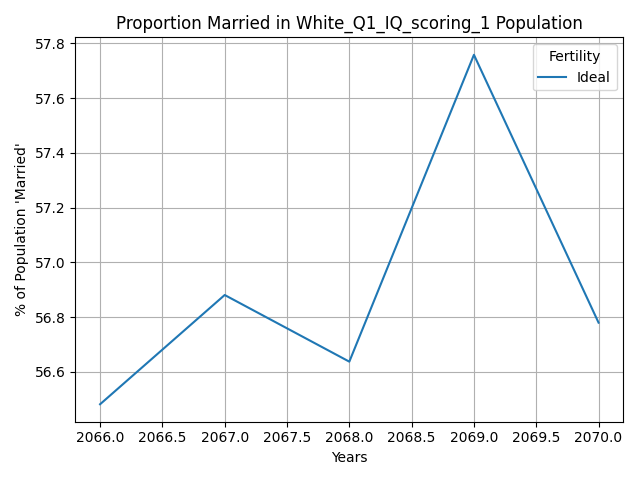 Proportion Married in White_Q1_IQ_scoring_1 Population
57.8
57.6
57.4
57.2
57.0
56.8
56.6
% of Population 'Married'
Fertility
Ideal
2066.0 2066.5 2067.0 2067.5 2068.0 2068.5 2069.0 2069.5 2070.0
Years